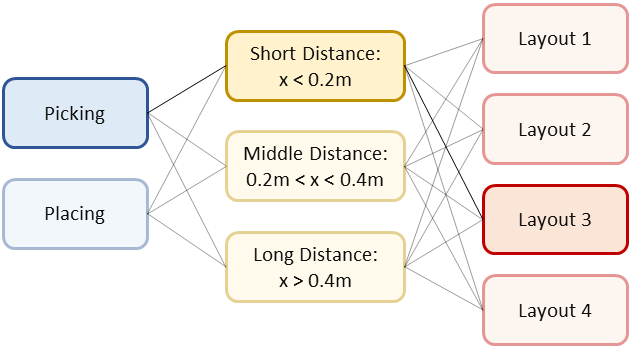 Picking
Placing
Short Distance:
x < 0.2m
Middle Distance:
0.2m < x < 0.4m
Long Distance:
x > 0.4m
Layout 1
Layout 2
Layout 3
Layout 4